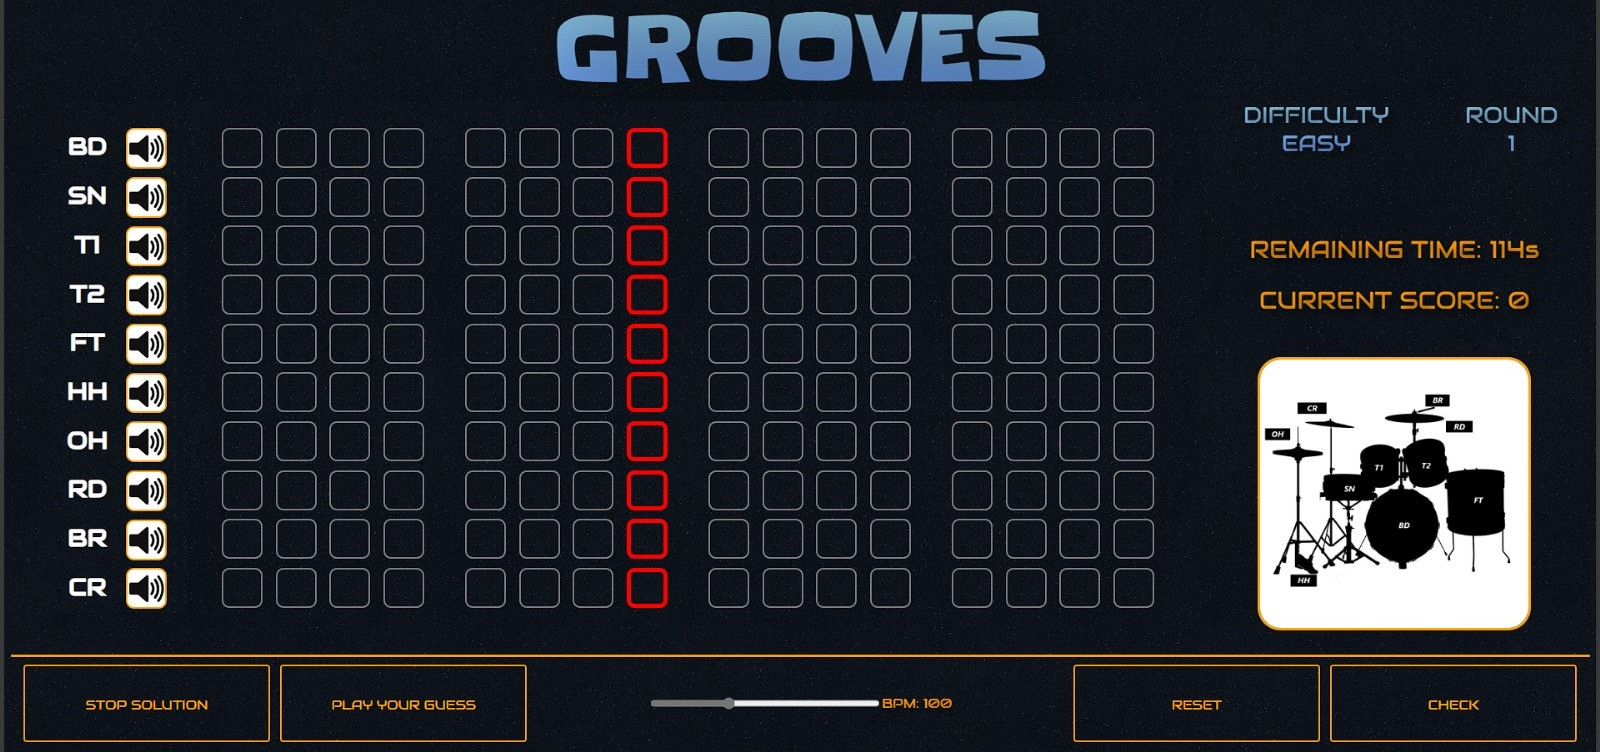 GROOVES
DIFFICULTY
EASY
ROUND
1
BD
SN
T1
T2
FT
HH
OH
RD
BR
CR
REMAINING TIME: 114s
CURRENT SCORE: 0
CR
BR
OH
RD
T1
T2
SN
FT
BD
HH
STOP SOLUTION
PLAY YOUR GUESS
BPM: 100
RESET
CHECK